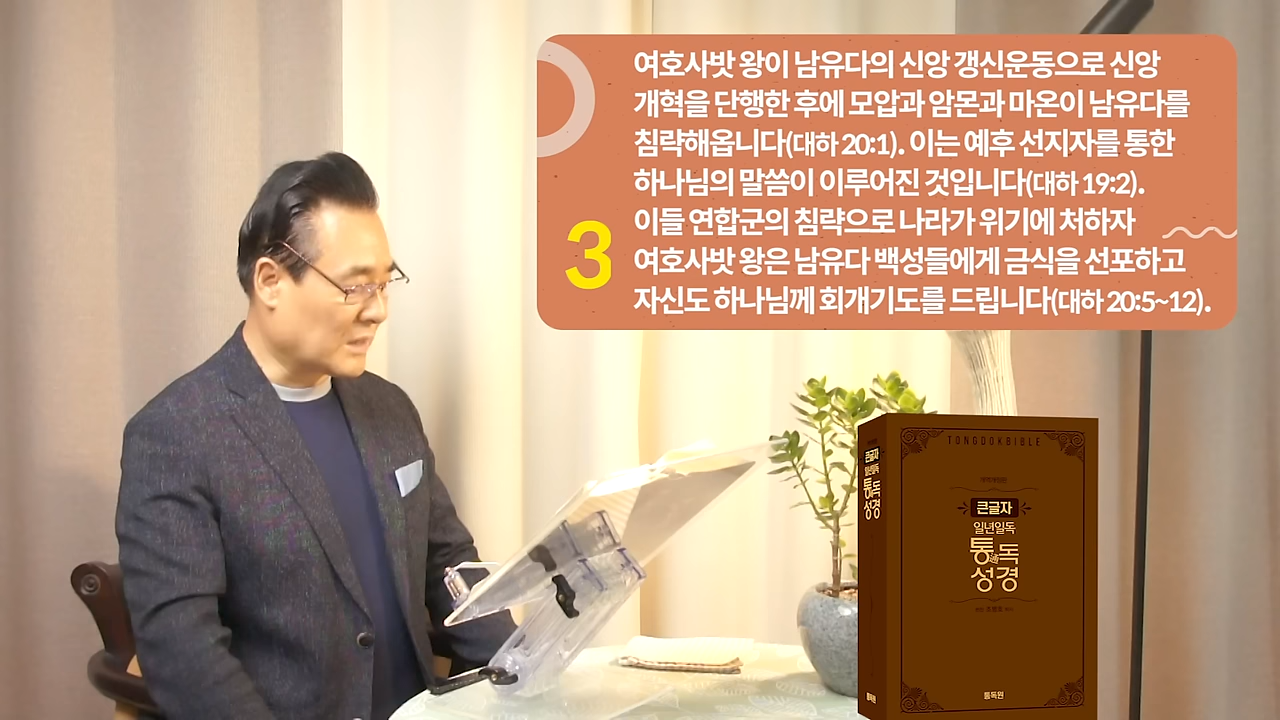 여호사밧 왕이 남유다의 신앙 갱신운동으로 신앙
개혁을 단행한 후에 모압과 암몬과 마온이 남유다를
침략해옵니다(대하 20:1). 이는 예후 선지자를 통한
하나님의 말씀이 이루어진 것입니다(대하 19:2).
3 이들 연합군의 침략으로 나라가 위기에 처하자
여호사밧 왕은 남유다 백성들에게 금식을 선포하고
자신도 하나님께 회개기도를 드립니다(대하 20:5~12).
TONGDOKBIBLE
큰글자
일년일독
통독
성경
통독원
큰글자
일년일독
통독
성경
통독원